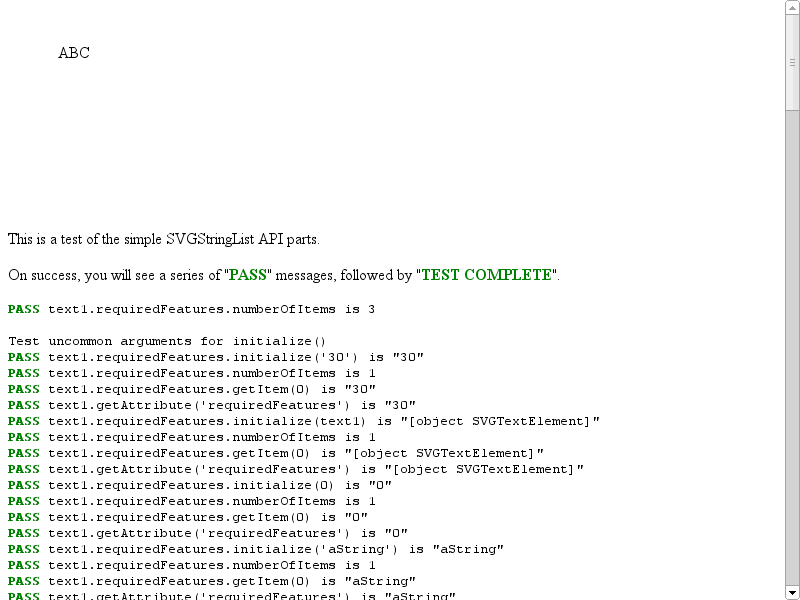 ABC
This is a test of the simple SVGStringList API parts.
On success, you will see a series of "PASS" messages, followed by "TEST COMPLETE".
PASS text1.requiredFeatures.numberOfItems is 3
Test uncommon arguments for initialize()
PASS text1.requiredFeatures.initialize('30') is "30"
PASS text1.requiredFeatures.numberOfItems is 1
PASS text1.requiredFeatures.getItem(0) is "30"
PASS text1.getAttribute('requiredFeatures') is "30"
PASS text1.requiredFeatures.initialize(text1) is "[object SVGTextElement]"
PASS text1.requiredFeatures.numberOfItems is 1
PASS text1.requiredFeatures.getItem(0) is "[object SVGTextElement]"
PASS text1.getAttribute('requiredFeatures') is "[object SVGTextElement]"
PASS text1.requiredFeatures.initialize(0) is "0"
PASS text1.requiredFeatures.numberOfItems is 1
PASS text1.requiredFeatures.getItem(0) is "0"
PASS text1.getAttribute('requiredFeatures') is "0"
PASS text1.requiredFeatures.initialize('aString') is "aString"
PASS text1.requiredFeatures.numberOfItems is 1
PASS text1.requiredFeatures.getItem(0) is "aString"
PASS text1.getAttribute('requiredFeatures') is "aString"